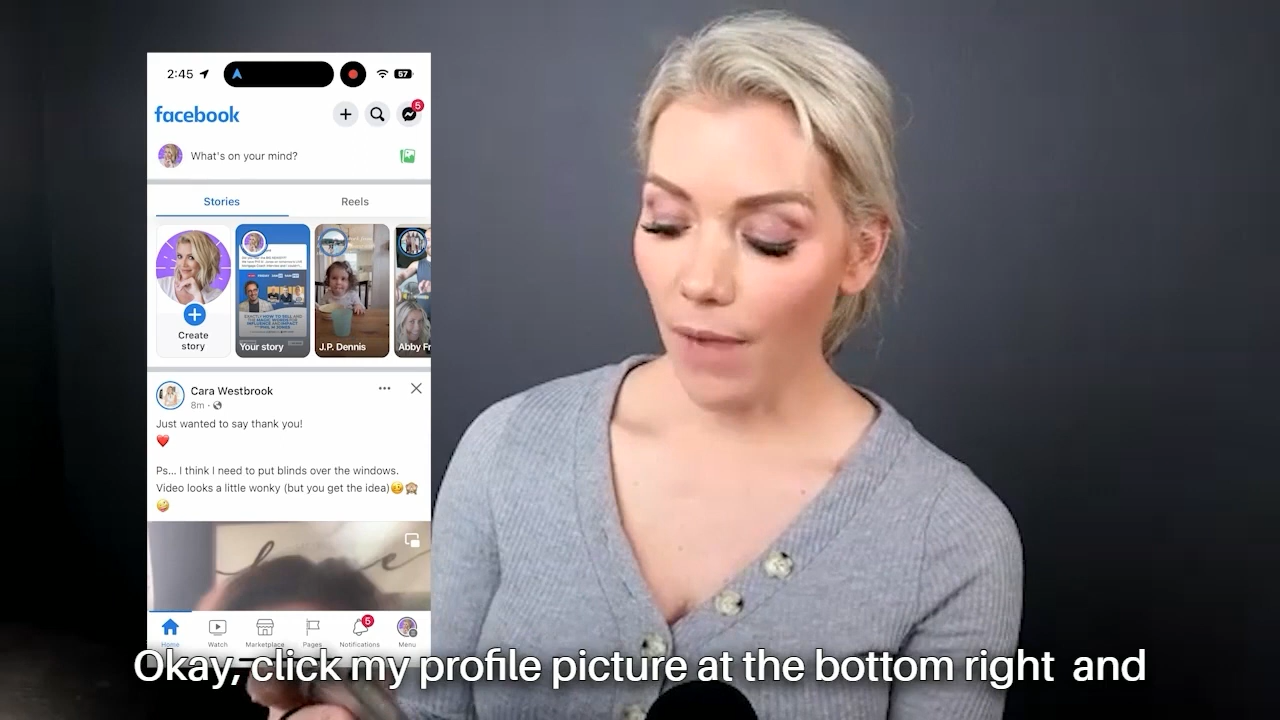 2:45
57
facebook
5
What's on your mind?
Stories
Reels
Create
story
Your story
J.P. Dennis
Abby Fr
Cara Westbrook
8m
Just wanted to say thank you!
❤️
Ps... I think I need to put blinds over the windows.
Video looks a little wonky (but you get the idea)🥴🙈
🤪
5
Home
Watch
Marketplace
Pages
Notifications
Menu
Okay, click my profile picture at the bottom right and